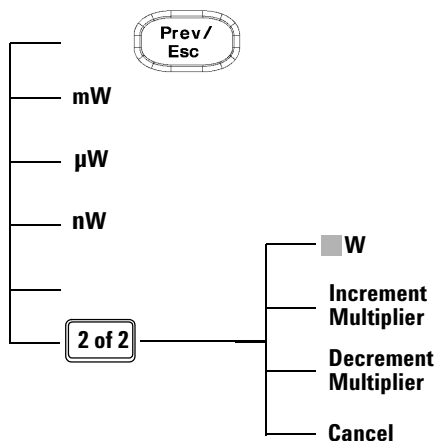 Prev/
Esc
mW
µW
nW
2 of 2
W
Increment
Multiplier
Decrement
Multiplier
Cancel